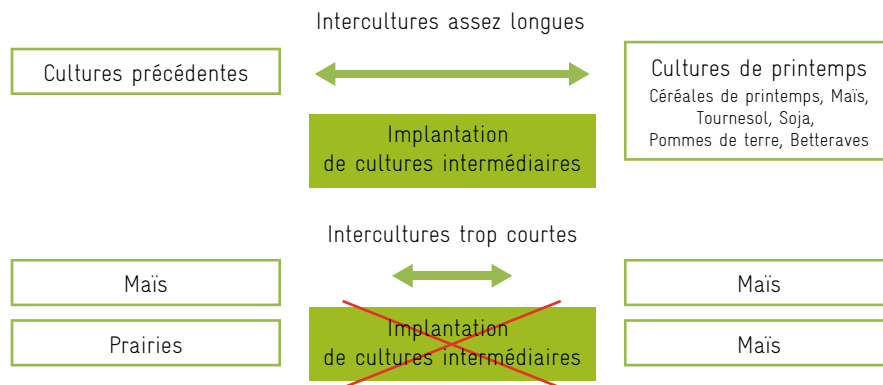 Intercultures assez longues
Cultures précédentes
Cultures de printemps
Céréales de printemps, Maïs,
Tournesol, Soja,
Pommes de terre, Betteraves
Implantation
de cultures intermédiaires
Intercultures trop courtes
Maïs
Maïs
Prairies
Implantation
de cultures intermédiaires
Maïs